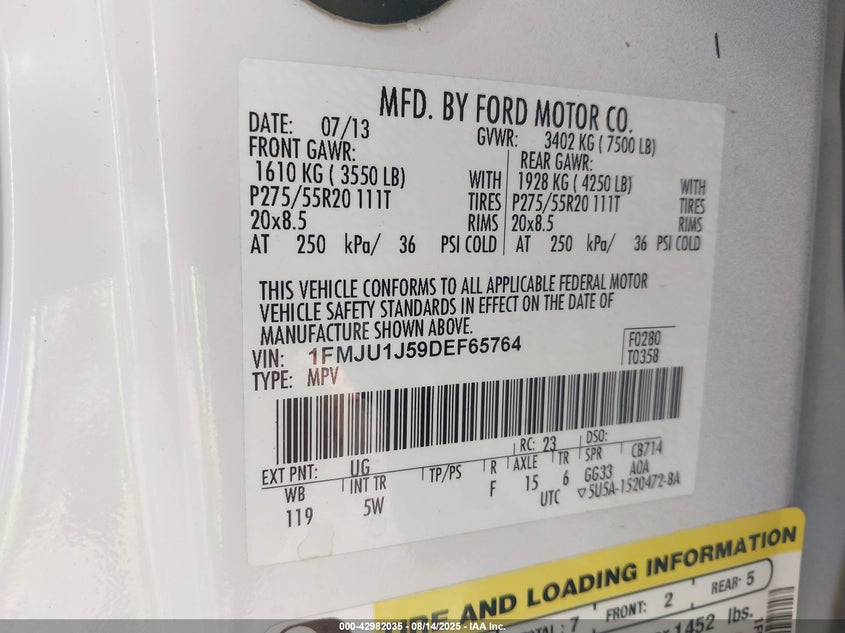 MFD. BY FORD MOTOR CO.
DATE: 07/13 GVWR: 3402 KG ( 7500 LB)
FRONT GAWR: REAR GAWR:
1610 KG ( 3550 LB) WITH 1928 KG ( 4250 LB) WITH
P275/55R20 111T TIRES P275/55R20 111T TIRES
20x8.5 RIMS 20x8.5 RIMS
AT 250 kPa/ 36 PSI COLD AT 250 kPa/ 36 PSI COLD
THIS VEHICLE CONFORMS TO ALL APPLICABLE FEDERAL MOTOR
VEHICLE SAFETY STANDARDS IN EFFECT ON THE DATE OF
MANUFACTURE SHOWN ABOVE.
VIN: 1FMJU1J59DEF65764 F0280
TYPE: MPV T0358
EXT PNT: UG RC: 23 DSO:
WB INT TR TP/PS R AXLE TR SPR CB714
119 5W F 15 6 GG33 AOA
UTC ▽5U5A-1520472-BA
AND LOADING INFORMATION
7 FRONT: 2 REAR: 5
1452 lbs.
000-42982035 - 08/14/2025 - IAA Inc.